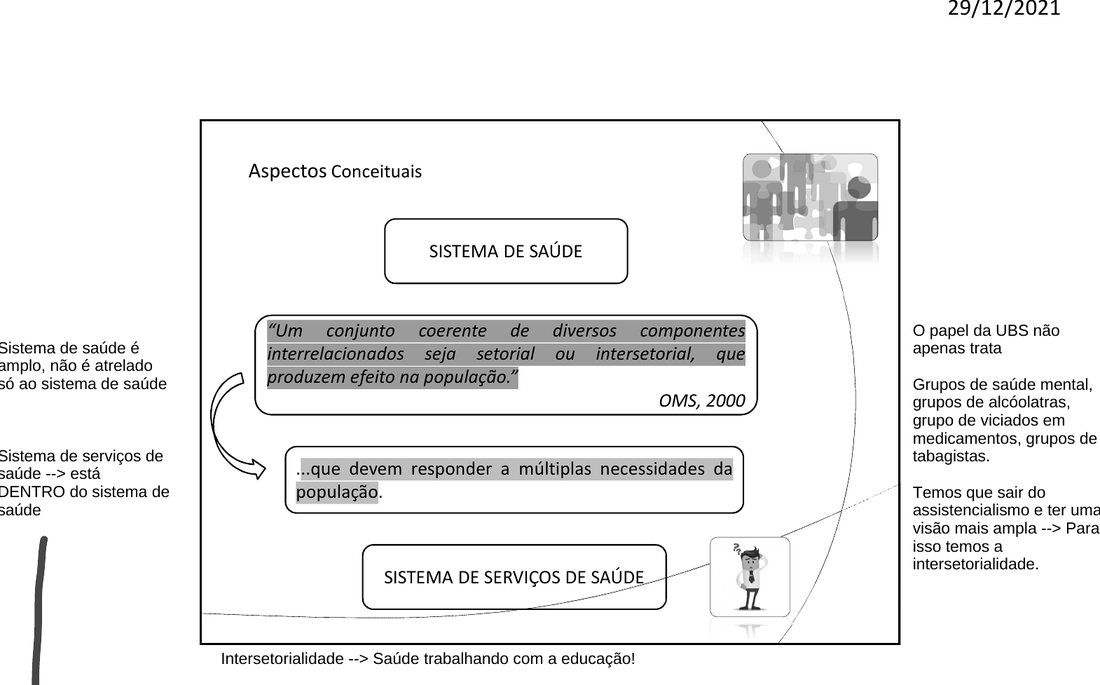 29/12/2021
Aspectos Conceituais
SISTEMA DE SAÚDE
“Um conjunto coerente de diversos componentes
interrelacionados seja setorial ou intersetorial, que
produzem efeito na população.”
OMS, 2000
...que devem responder a múltiplas necessidades da
população.
SISTEMA DE SERVIÇOS DE SAÚDE
??
Sistema de saúde é
amplo, não é atrelado
só ao sistema de saúde
Sistema de serviços de
saúde --> está
DENTRO do sistema de
saúde
O papel da UBS não
apenas trata
Grupos de saúde mental,
grupos de alcóolatras,
grupo de viciados em
medicamentos, grupos de
tabagistas.
Temos que sair do
assistencialismo e ter uma
visão mais ampla --> Para
isso temos a
intersetorialidade.
Intersetorialidade --> Saúde trabalhando com a educação!